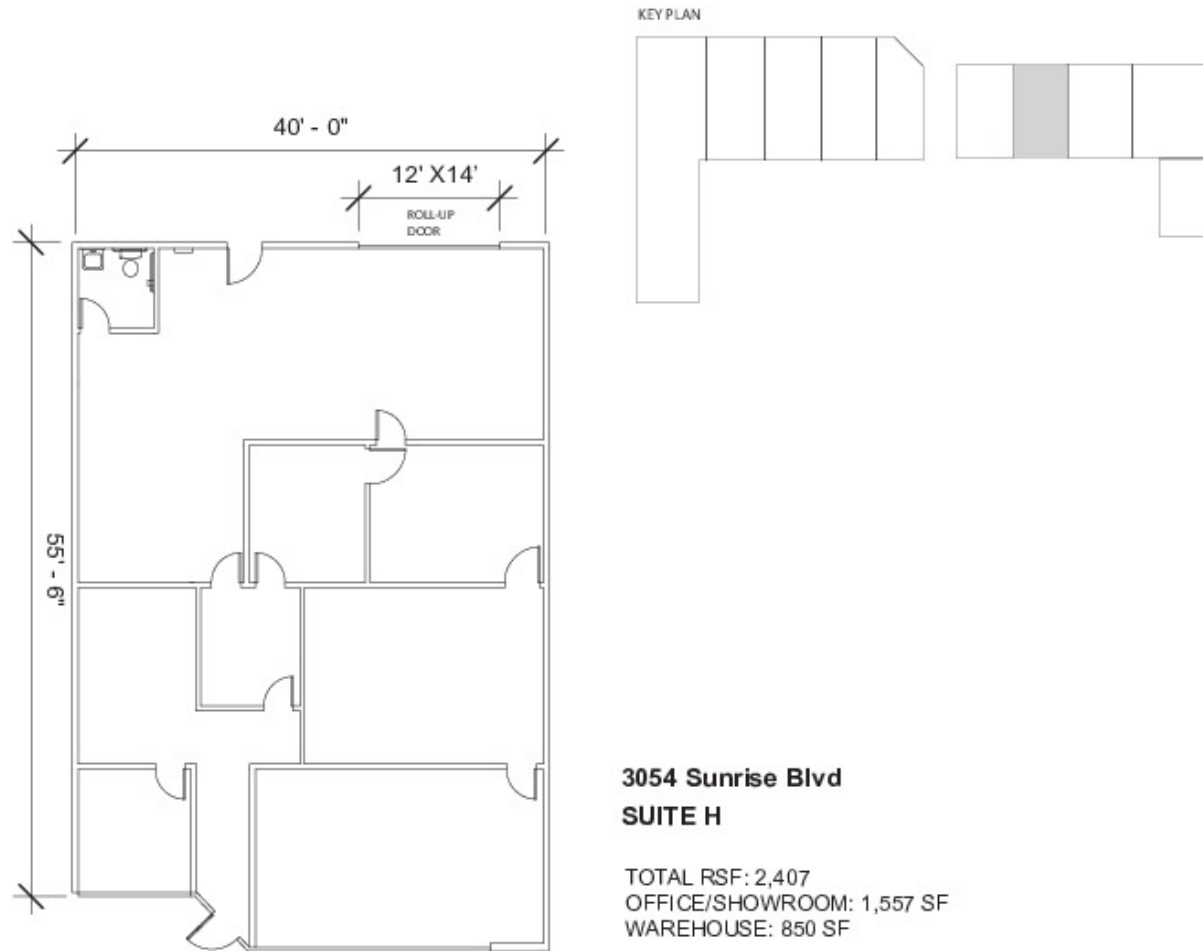 KEY PLAN
40' - 0"
12' X14'
ROLL-UP
DOOR
55' - 6"
3054 Sunrise Blvd
SUITE H
TOTAL RSF: 2,407
OFFICE/SHOWROOM: 1,557 SF
WAREHOUSE: 850 SF